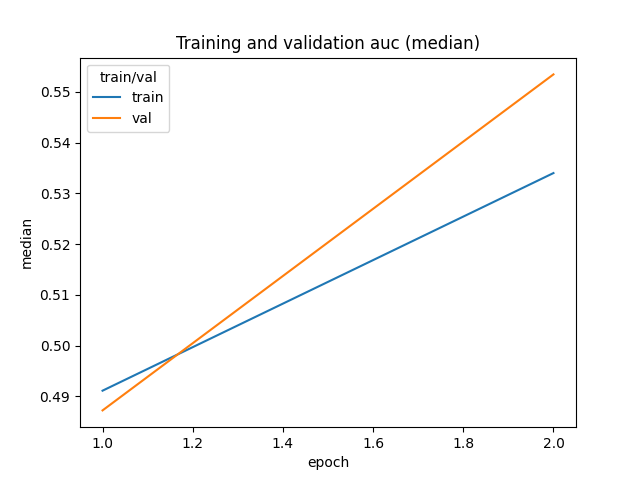 Training and validation auc (median)
train/val
train
val
0.55
0.54
0.53
0.52
0.51
0.50
0.49
median
1.0 1.2 1.4 1.6 1.8 2.0
epoch